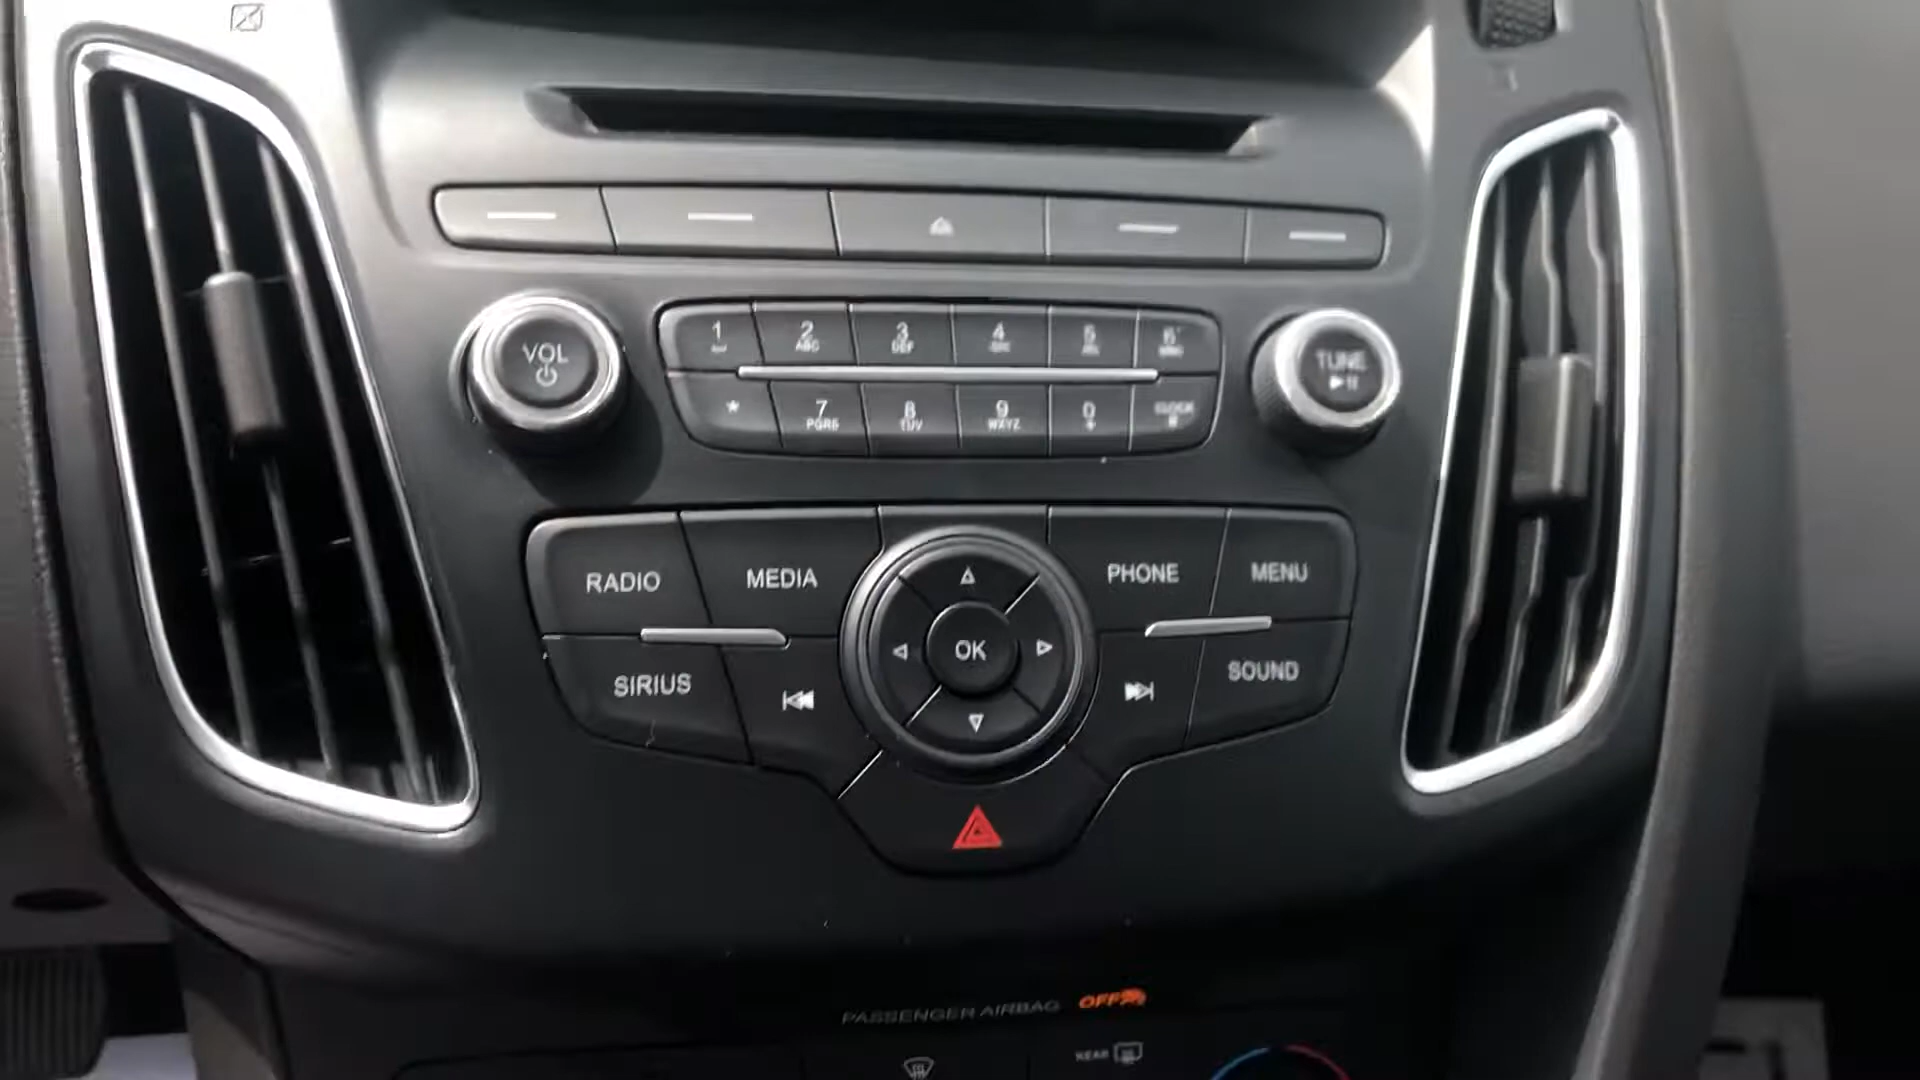 VOL
1
2 ABC
3 DEF
4
5
TUNE
*
7 PQRS
8 TUV
9 WXYZ
0 +
CLOCK
RADIO
MEDIA
PHONE
MENU
OK
SIRIUS
SOUND
PASSENGER AIRBAG OFF
REAR